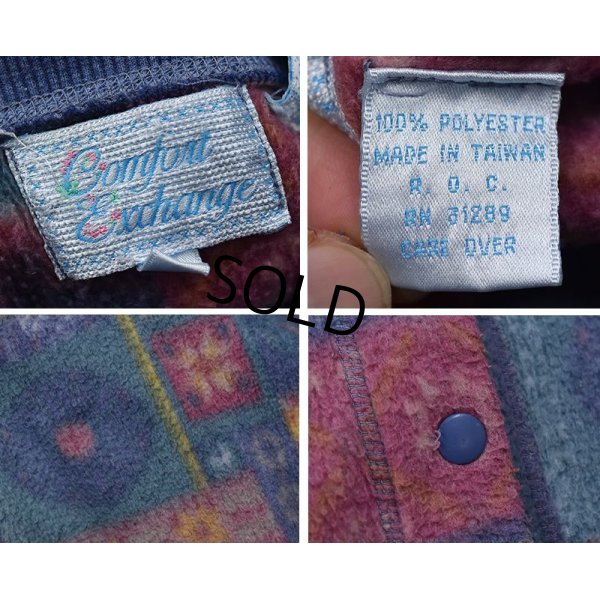 Comfort
Exchange
100% POLYESTER
MADE IN TAIWAN
R. O. C.
RN 31289
CARE OVER
SOLD